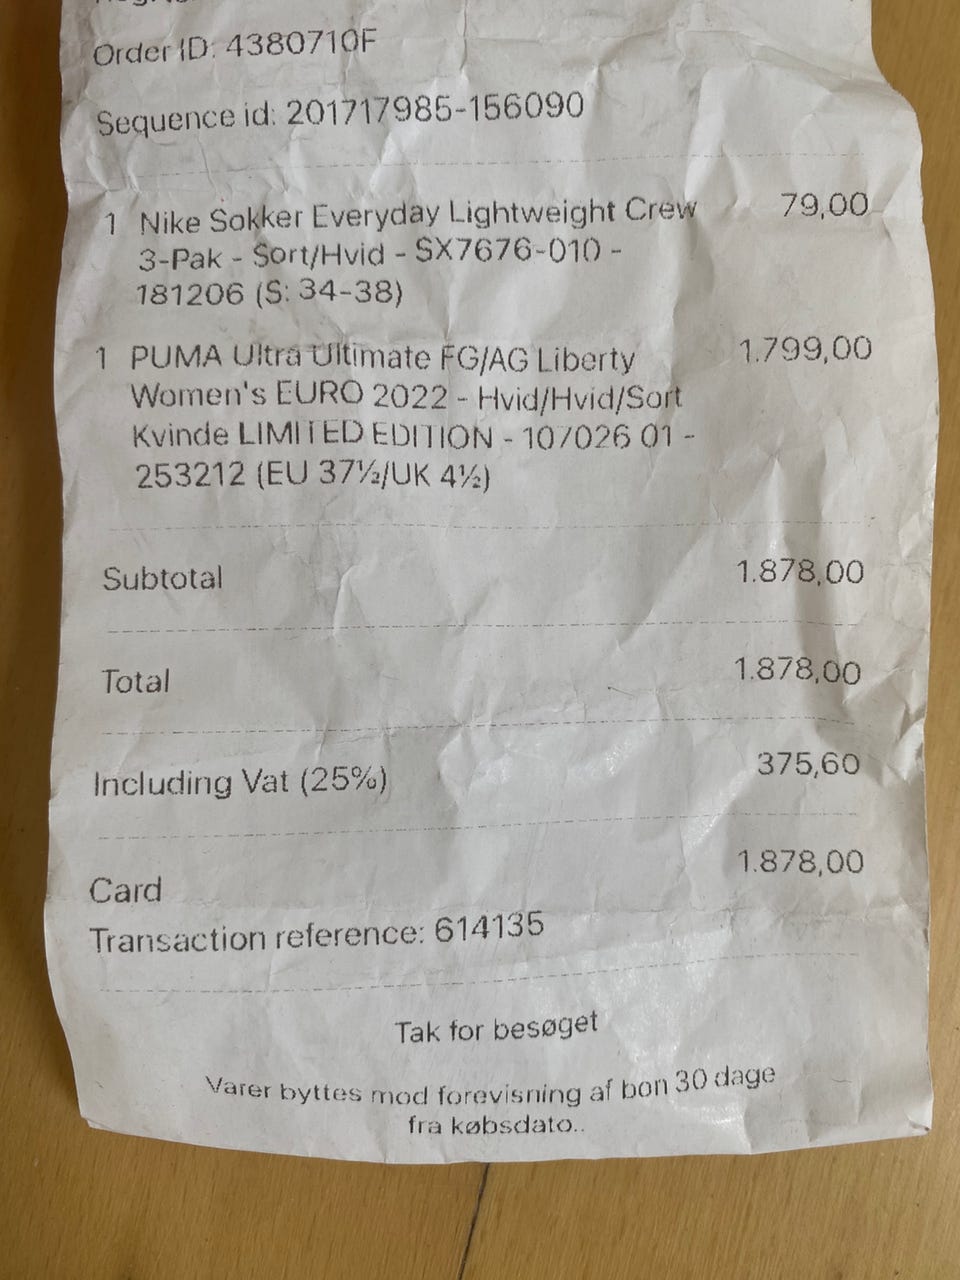 Order ID: 4380710F
Sequence id: 201717985-156090
1 Nike Sokker Everyday Lightweight Crew 79,00
3-Pak - Sort/Hvid - SX7676-010 -
181206 (S: 34-38)
1 PUMA Ultra Ultimate FG/AG Liberty 1.799,00
Women's EURO 2022 - Hvid/Hvid/Sort
Kvinde LIMITED EDITION - 107026 01 -
253212 (EU 37½/UK 4½)
Subtotal 1.878,00
Total 1.878,00
Including Vat (25%) 375,60
Card 1.878,00
Transaction reference: 614135
Tak for besøget
Varer byttes mod forevisning af bon 30 dage
fra købsdato..